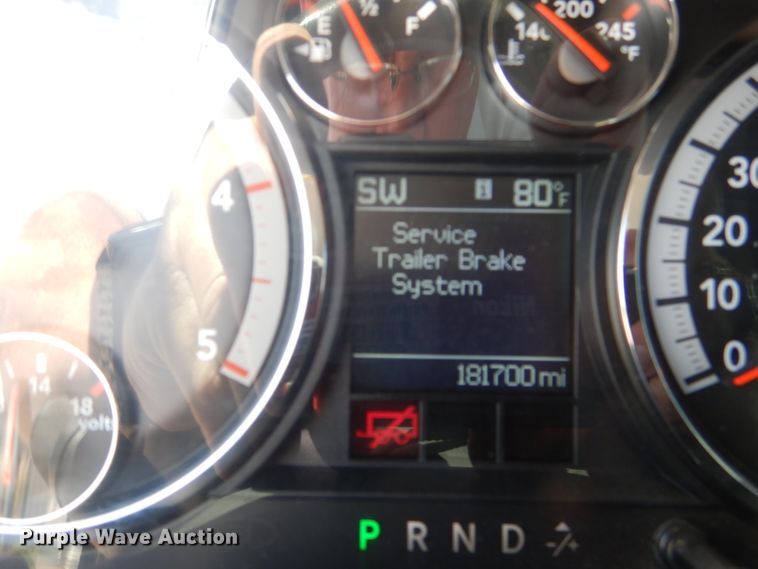 E ½ F
140 200 245
°F
SW i 80°F
Service
Trailer Brake
System
181700 mi
4
5
30
20
10
0
14
18
volts
P R N D
Purple Wave Auction